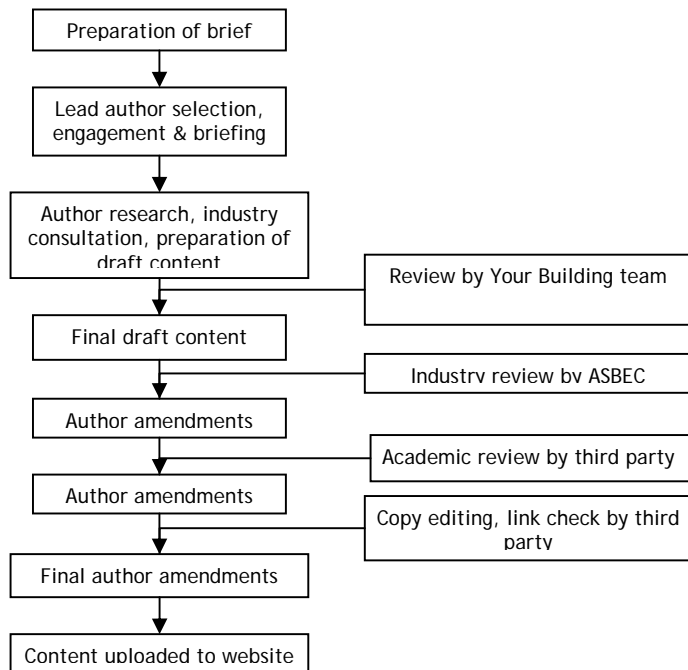 Preparation of brief
Lead author selection,
engagement & briefing
Author research, industry
consultation, preparation of
draft content
Review by Your Building team
Final draft content
Industry review by ASBEC
Author amendments
Academic review by third party
Author amendments
Copy editing, link check by third
party
Final author amendments
Content uploaded to website